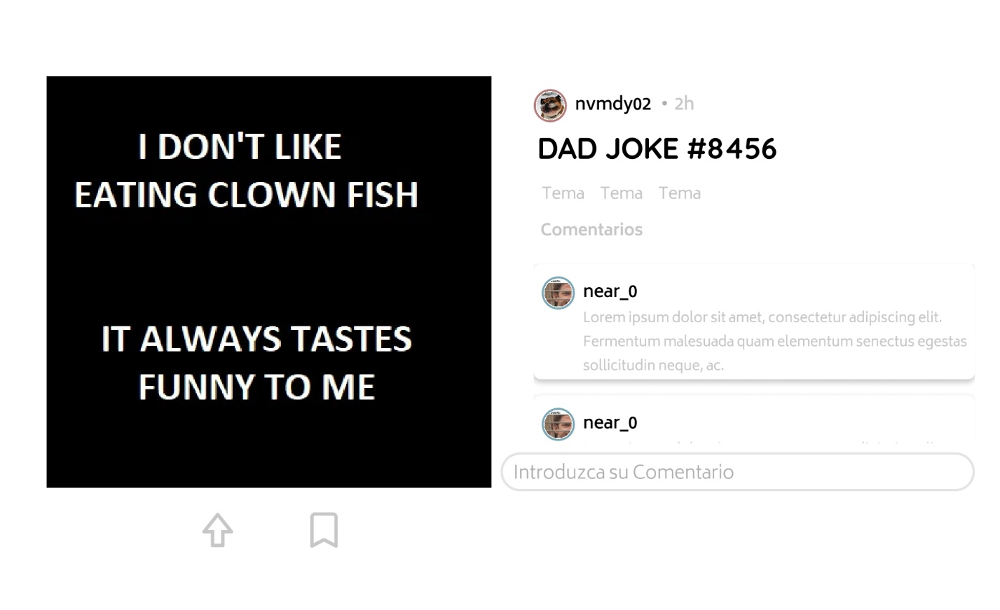 I DON'T LIKE
EATING CLOWN FISH
IT ALWAYS TASTES
FUNNY TO ME
nvmdy02 • 2h
DAD JOKE #8456
Tema Tema Tema
Comentarios
near_0
Lorem ipsum dolor sit amet, consectetur adipiscing elit.
Fermentum malesuada quam elementum senectus egestas
sollicitudin neque, ac.
near_0
Introduzca su Comentario